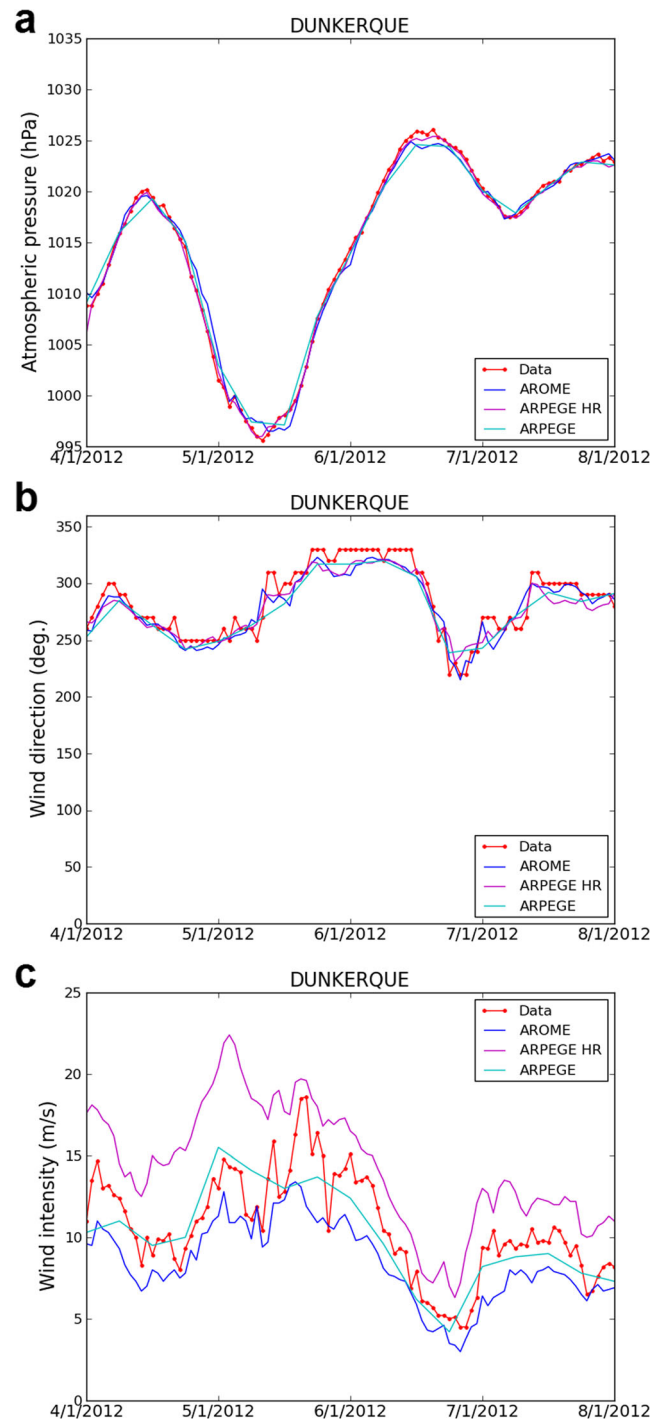 a
DUNKERQUE
Atmospheric pressure (hPa)
1035
1030
1025
1020
1015
1010
1005
1000
995
Data
AROME
ARPEGE HR
ARPEGE
4/1/2012 5/1/2012 6/1/2012 7/1/2012 8/1/2012
b
DUNKERQUE
Wind direction (deg.)
350
300
250
200
150
100
50
0
Data
AROME
ARPEGE HR
ARPEGE
4/1/2012 5/1/2012 6/1/2012 7/1/2012 8/1/2012
c
DUNKERQUE
Wind intensity (m/s)
25
20
15
10
5
0
Data
AROME
ARPEGE HR
ARPEGE
4/1/2012 5/1/2012 6/1/2012 7/1/2012 8/1/2012